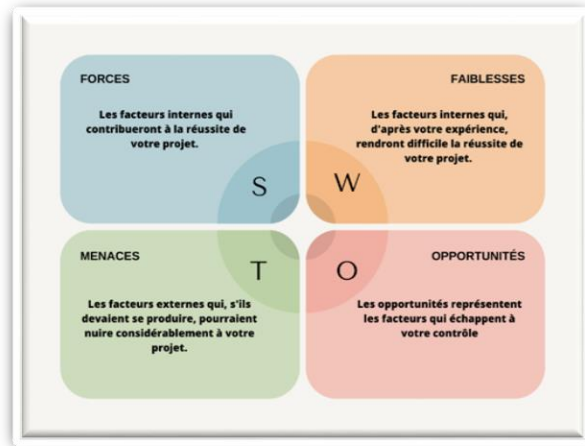 FORCES
Les facteurs internes qui
contribueront à la réussite de
votre projet.
S
FAIBLESSES
Les facteurs internes qui,
d'après votre expérience,
rendront difficile la réussite de
votre projet.
W
MENACES
T
Les facteurs externes qui, s'ils
devaient se produire, pourraient
nuire considérablement à votre
projet.
OPPORTUNITÉS
O
Les opportunités représentent
les facteurs qui échappent à
votre contrôle